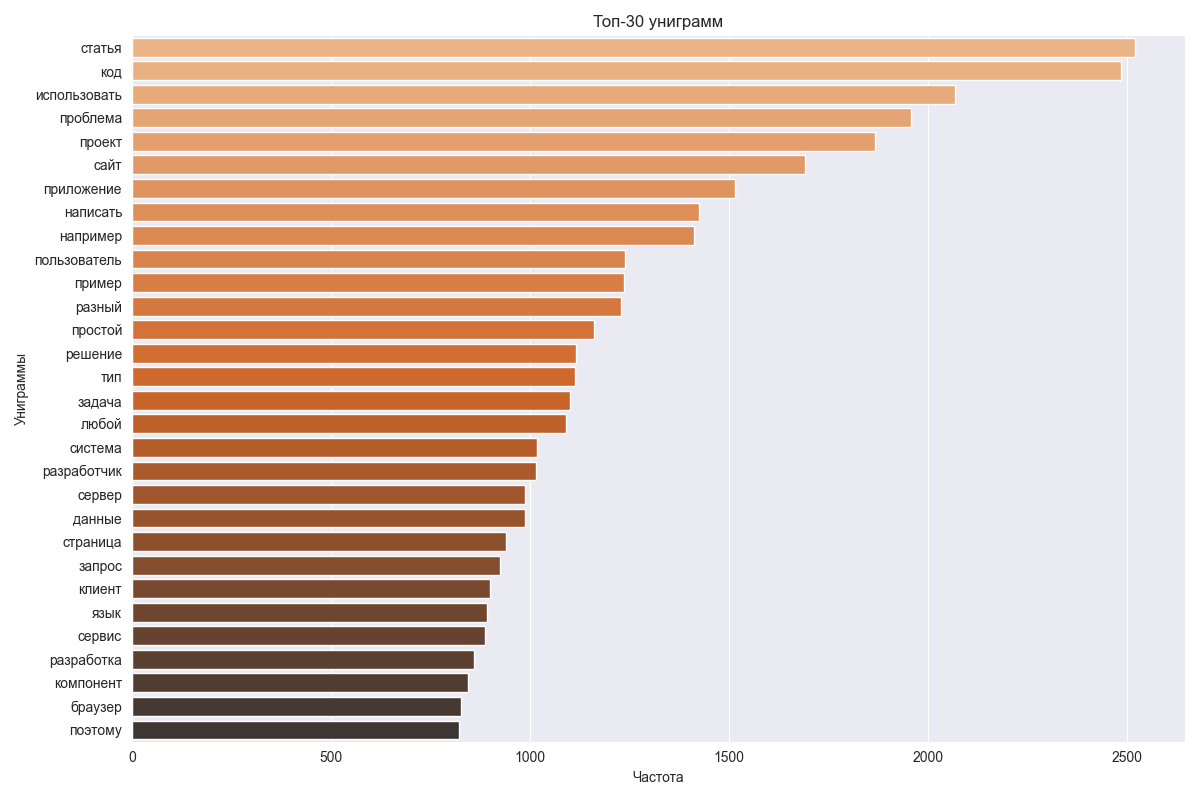 Топ-30 униграмм
Униграммы
статья
код
использовать
проблема
проект
сайт
приложение
написать
например
пользователь
пример
разный
простой
решение
тип
задача
любой
система
разработчик
сервер
данные
страница
запрос
клиент
язык
сервис
разработка
компонент
браузер
поэтому
0 500 1000 1500 2000 2500
Частота